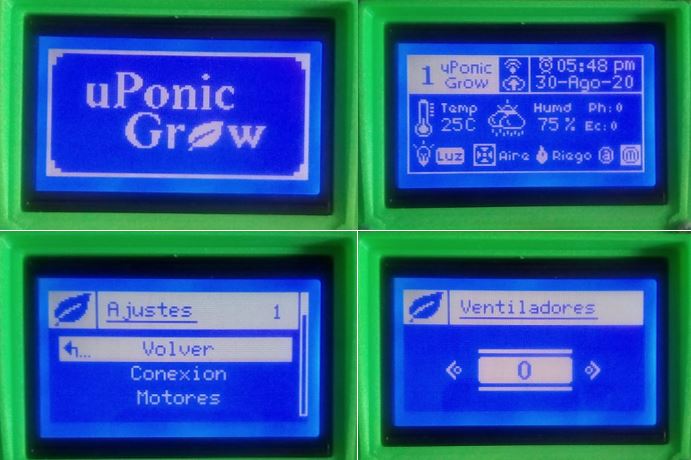 uPonic
Grow
1 uPonic Grow 05:48 pm
30-Ago-20
Temp 25C
Humd 75%
Ph:0
Ec:0
Luz Aire Riego a m
Ajustes 1
Volver
Conexion
Motores
Ventiladores
0